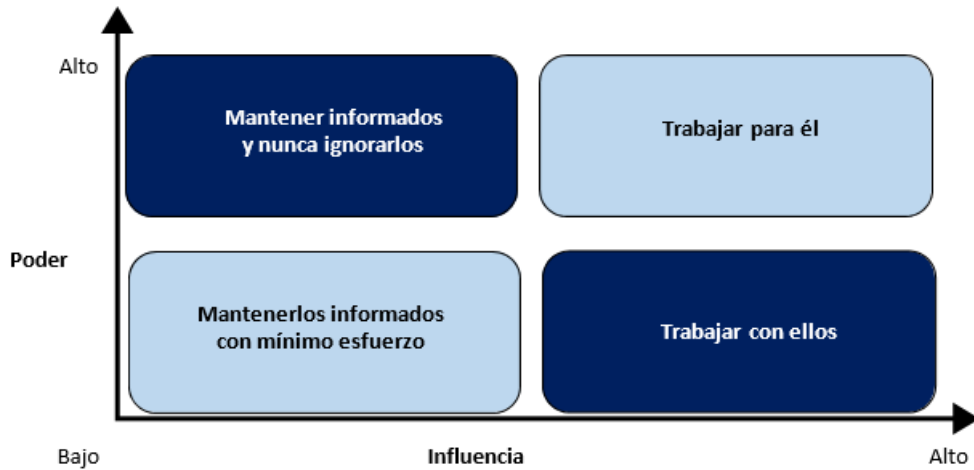 Alto
Mantener informados
y nunca ignorarlos
Trabajar para él
Poder
Mantenerlos informados
con mínimo esfuerzo
Trabajar con ellos
Bajo
Influencia
Alto